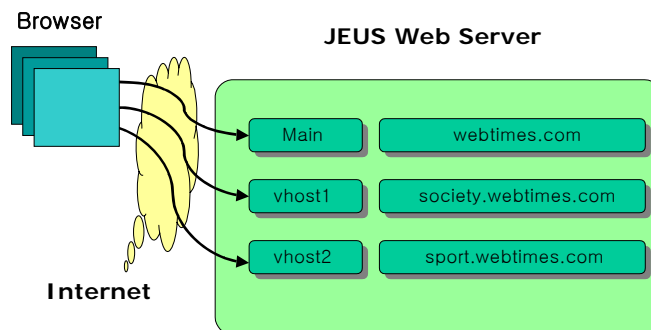 Browser
JEUS Web Server
Main
webtimes.com
vhost1
society.webtimes.com
vhost2
sport.webtimes.com
Internet